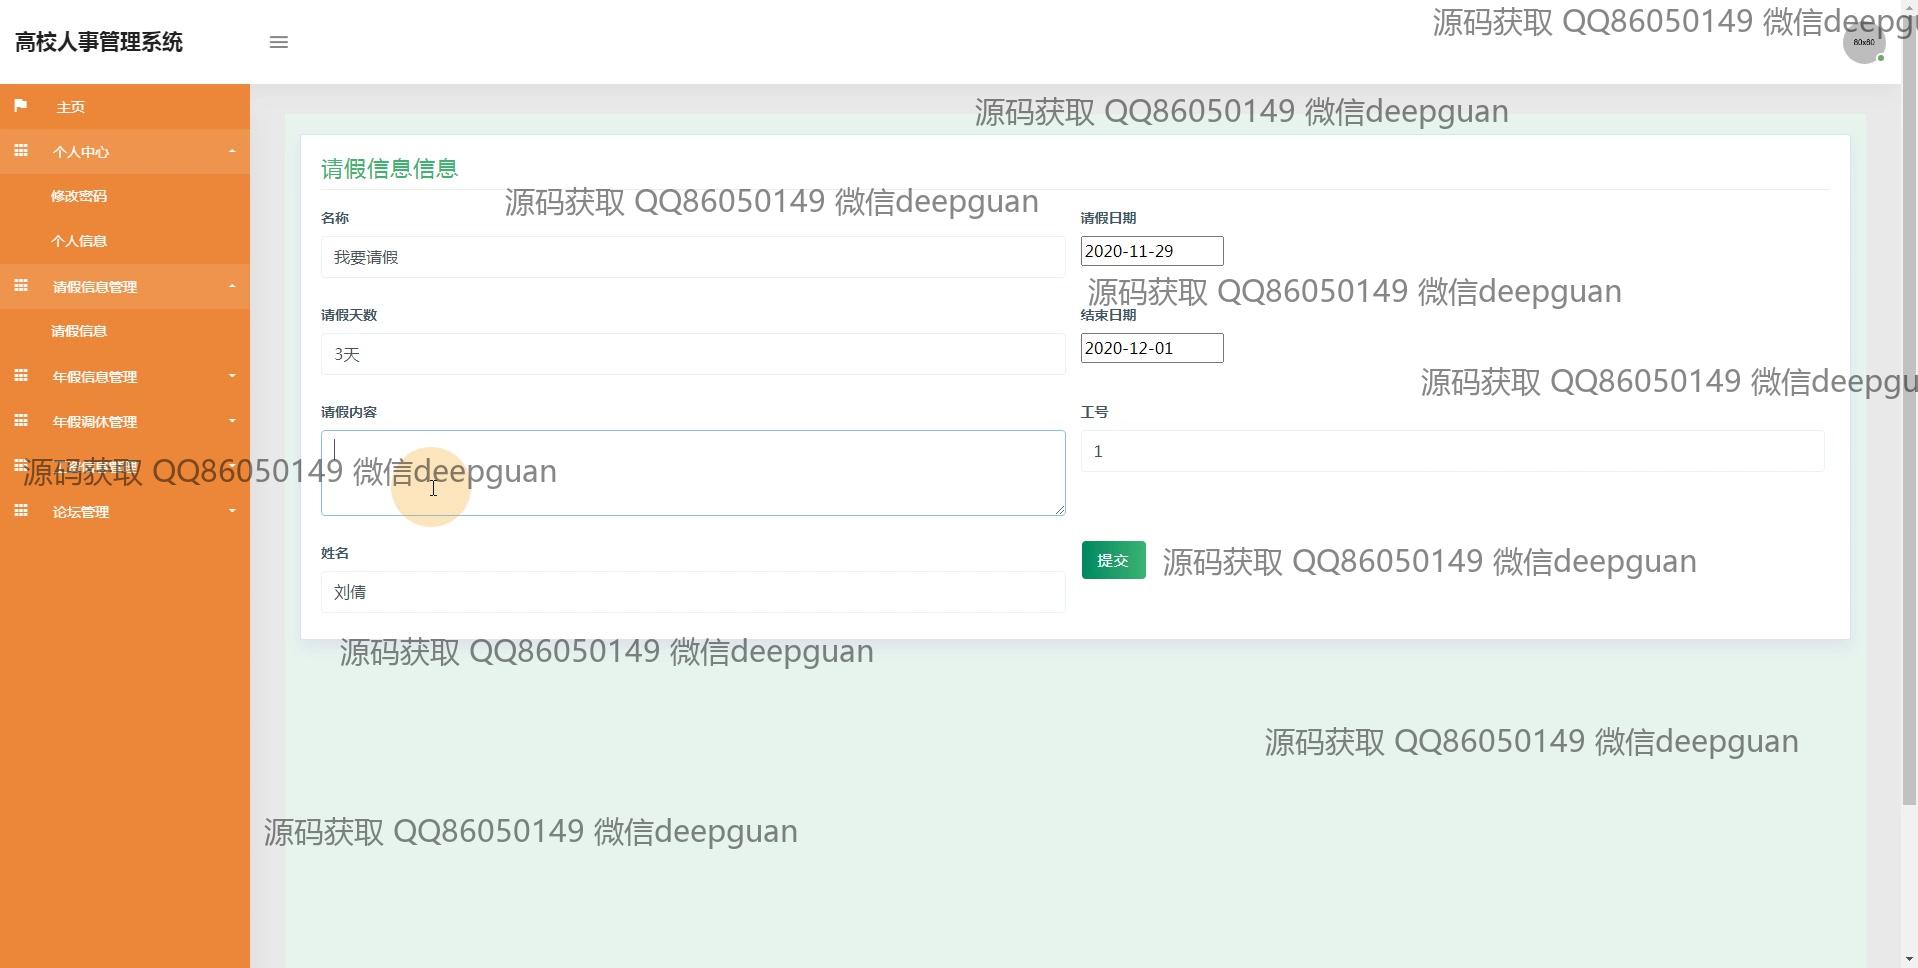 高校人事管理系统
源码获取 QQ86050149 微信deepgu
80x80
主页
源码获取 QQ86050149 微信deepguan
个人中心
请假信息信息
修改密码
源码获取 QQ86050149 微信deepguan
名称
请假日期
个人信息
我要请假
2020-11-29
请假信息管理
源码获取 QQ86050149 微信deepguan
请假天数
结束日期
请假信息
3天
2020-12-01
年假信息管理
源码获取 QQ86050149 微信deepgu
请假内容
工号
年假调休管理
1
源码获取 QQ86050149 微信deepguan
论坛管理
姓名
提交
源码获取 QQ86050149 微信deepguan
刘倩
源码获取 QQ86050149 微信deepguan
源码获取 QQ86050149 微信deepguan
源码获取 QQ86050149 微信deepguan